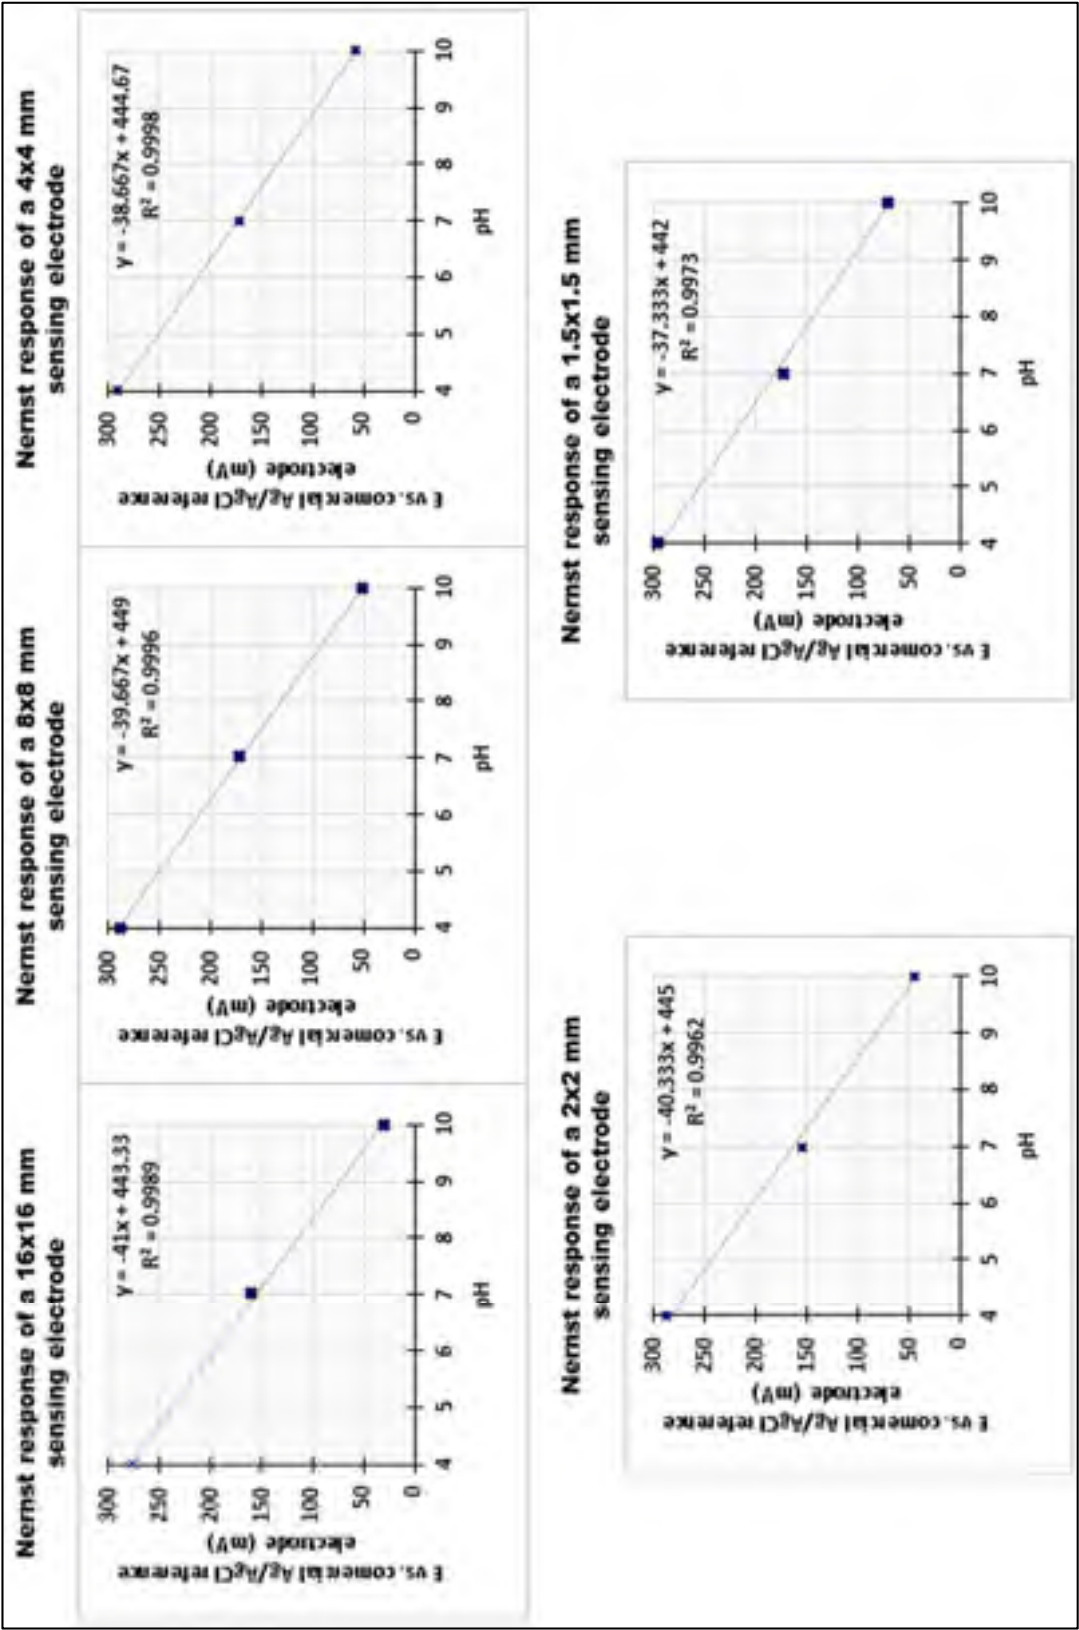 Nernst response of a 16x16 mm
sensing electrode
y = -41x + 443.33
R² = 0.9989
300
250
200
150
100
50
0
4
5
6
7
8
9
10
pH
E vs. comercial Ag/AgCl reference
electrode (mV)
Nernst response of a 8x8 mm
sensing electrode
y = -39.667x + 449
R² = 0.9996
300
250
200
150
100
50
0
4
5
6
7
8
9
10
pH
E vs. comercial Ag/AgCl reference
electrode (mV)
Nernst response of a 4x4 mm
sensing electrode
y = -38.667x + 444.67
R² = 0.9998
300
250
200
150
100
50
0
4
5
6
7
8
9
10
pH
E vs. comercial Ag/AgCl reference
electrode (mV)
Nernst response of a 2x2 mm
sensing electrode
y = -40.333x + 445
R² = 0.9962
300
250
200
150
100
50
0
4
5
6
7
8
9
10
pH
E vs. comercial Ag/AgCl reference
electrode (mV)
Nernst response of a 1.5x1.5 mm
sensing electrode
y = -37.333x + 442
R² = 0.9973
300
250
200
150
100
50
0
4
5
6
7
8
9
10
pH
E vs. comercial Ag/AgCl reference
electrode (mV)